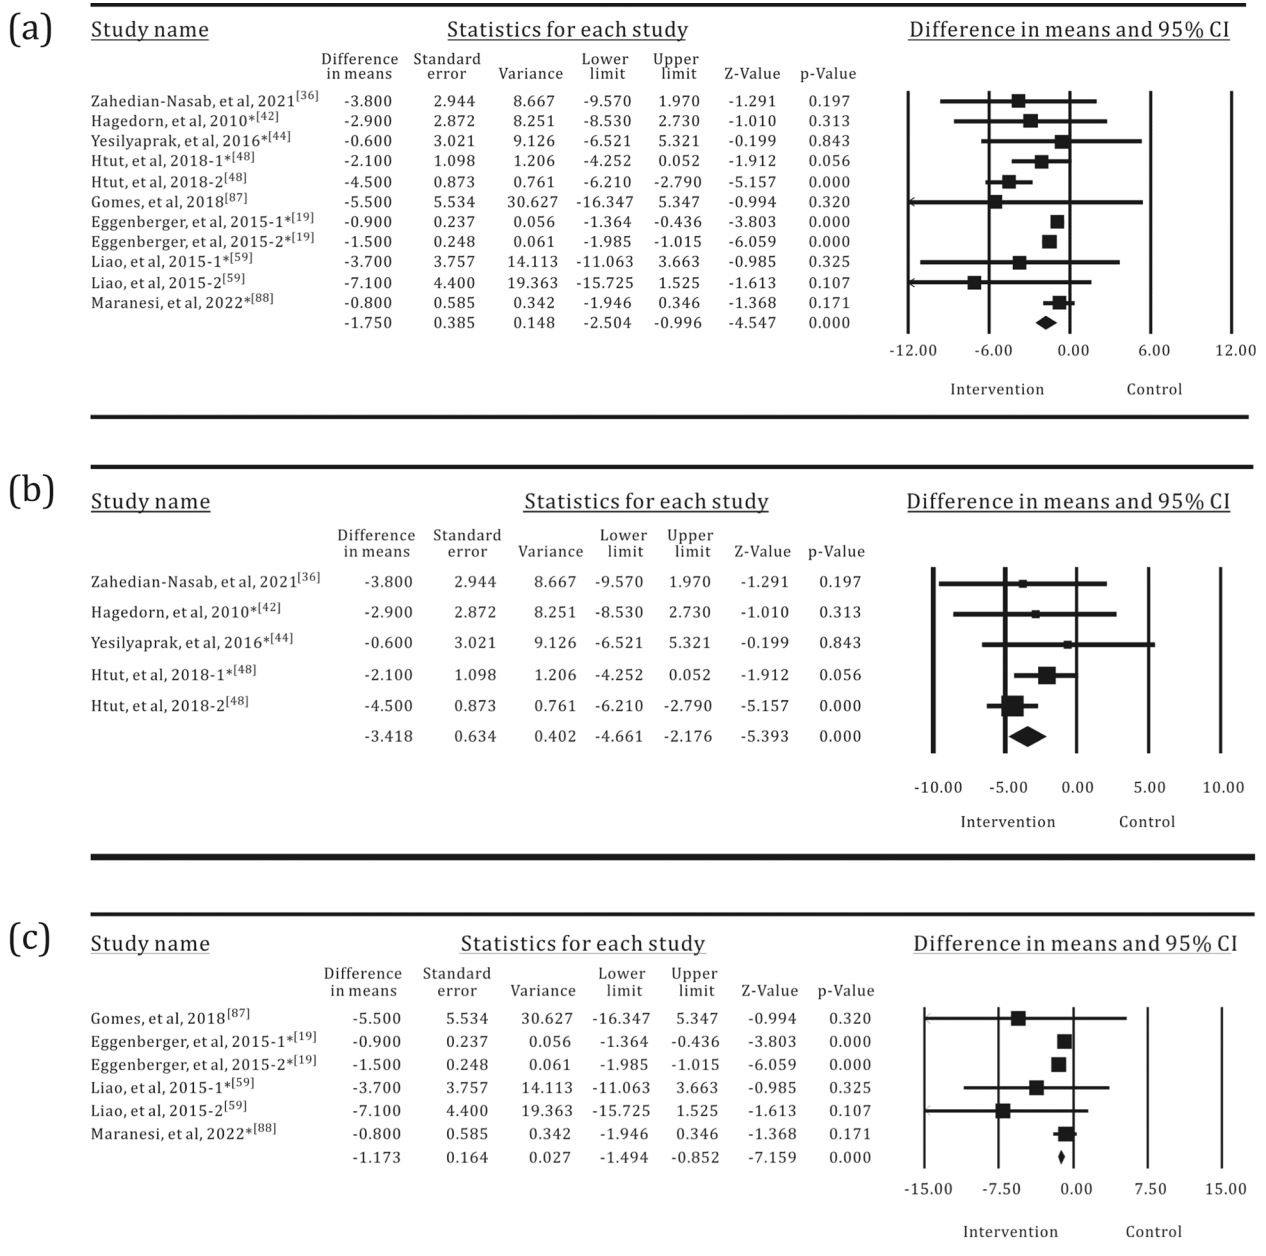 (a)
Study name Statistics for each study Difference in means and 95% CI
Difference in means Standard error Variance Lower limit Upper limit Z-Value p-Value
Zahedian-Nasab, et al, 2021[36] -3.800 2.944 8.667 -9.570 1.970 -1.291 0.197
Hagedorn, et al, 2010*[42] -2.900 2.872 8.251 -8.530 2.730 -1.010 0.313
Yesilyaprak, et al, 2016*[44] -0.600 3.021 9.126 -6.521 5.321 -0.199 0.843
Htut, et al, 2018-1*[48] -2.100 1.098 1.206 -4.252 0.052 -1.912 0.056
Htut, et al, 2018-2[48] -4.500 0.873 0.761 -6.210 -2.790 -5.157 0.000
Gomes, et al, 2018[87] -5.500 5.534 30.627 -16.347 5.347 -0.994 0.320
Eggenberger, et al, 2015-1*[19] -0.900 0.237 0.056 -1.364 -0.436 -3.803 0.000
Eggenberger, et al, 2015-2*[19] -1.500 0.248 0.061 -1.985 -1.015 -6.059 0.000
Liao, et al, 2015-1*[59] -3.700 3.757 14.113 -11.063 3.663 -0.985 0.325
Liao, et al, 2015-2[59] -7.100 4.400 19.363 -15.725 1.525 -1.613 0.107
Maranesi, et al, 2022*[88] -0.800 0.585 0.342 -1.946 0.346 -1.368 0.171
-1.750 0.385 0.148 -2.504 -0.996 -4.547 0.000
-12.00 -6.00 0.00 6.00 12.00
Intervention Control
(b)
Study name Statistics for each study Difference in means and 95% CI
Difference in means Standard error Variance Lower limit Upper limit Z-Value p-Value
Zahedian-Nasab, et al, 2021[36] -3.800 2.944 8.667 -9.570 1.970 -1.291 0.197
Hagedorn, et al, 2010*[42] -2.900 2.872 8.251 -8.530 2.730 -1.010 0.313
Yesilyaprak, et al, 2016*[44] -0.600 3.021 9.126 -6.521 5.321 -0.199 0.843
Htut, et al, 2018-1*[48] -2.100 1.098 1.206 -4.252 0.052 -1.912 0.056
Htut, et al, 2018-2[48] -4.500 0.873 0.761 -6.210 -2.790 -5.157 0.000
-3.418 0.634 0.402 -4.661 -2.176 -5.393 0.000
-10.00 -5.00 0.00 5.00 10.00
Intervention Control
(c)
Study name Statistics for each study Difference in means and 95% CI
Difference in means Standard error Variance Lower limit Upper limit Z-Value p-Value
Gomes, et al, 2018[87] -5.500 5.534 30.627 -16.347 5.347 -0.994 0.320
Eggenberger, et al, 2015-1*[19] -0.900 0.237 0.056 -1.364 -0.436 -3.803 0.000
Eggenberger, et al, 2015-2*[19] -1.500 0.248 0.061 -1.985 -1.015 -6.059 0.000
Liao, et al, 2015-1*[59] -3.700 3.757 14.113 -11.063 3.663 -0.985 0.325
Liao, et al, 2015-2[59] -7.100 4.400 19.363 -15.725 1.525 -1.613 0.107
Maranesi, et al, 2022*[88] -0.800 0.585 0.342 -1.946 0.346 -1.368 0.171
-1.173 0.164 0.027 -1.494 -0.852 -7.159 0.000
-15.00 -7.50 0.00 7.50 15.00
Intervention Control